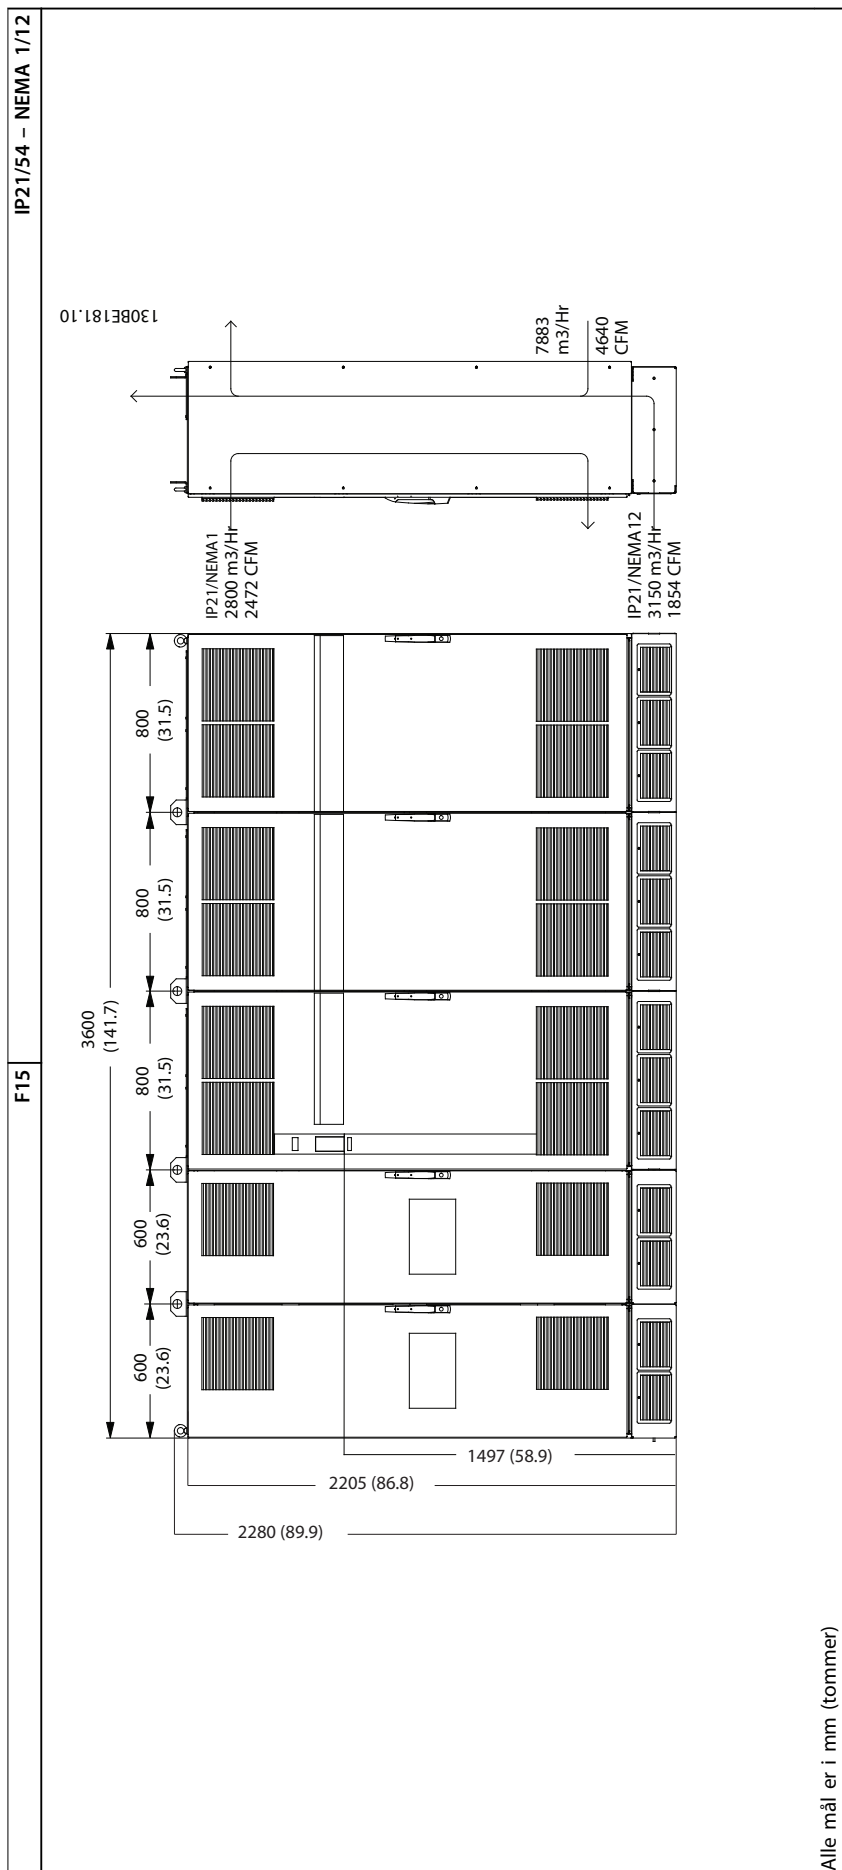 F15
IP21/54 – NEMA 1/12
130BE181.10
3600
(141.7)
600
(23.6)
600
(23.6)
800
(31.5)
800
(31.5)
800
(31.5)
IP21/NEMA1
2800 m3/Hr
2472 CFM
7883
m3/Hr
4640
CFM
IP21/NEMA12
3150 m3/Hr
1854 CFM
1497 (58.9)
2205 (86.8)
2280 (89.9)
Alle mål er i mm (tommer)